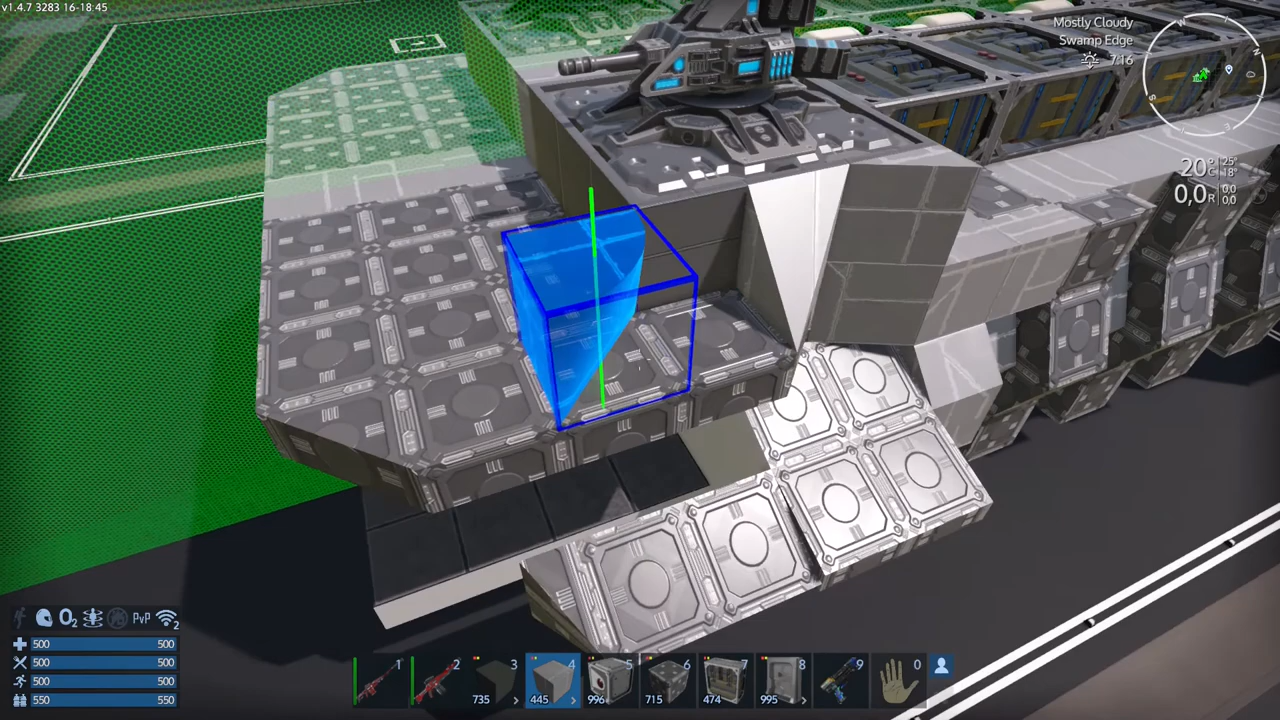 v1.4.7 3283 16-18:45
Mostly Cloudy
Swamp Edge
7:16
20°C 25° 18°
0,0R 0,0 0,0
O₂ PvP 2
500 500
500 500
500 500
550 550
1 2 3 4 5 6 7 8 9 0
735 445 996 715 474 995